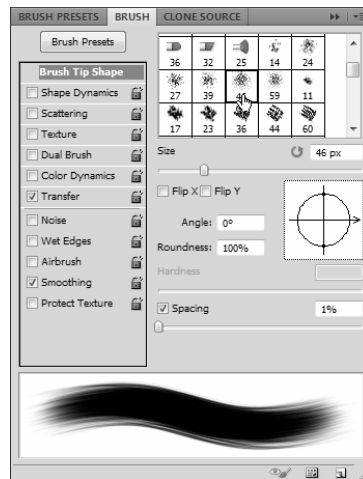 BRUSH PRESETS BRUSH CLONE SOURCE
Brush Presets
Brush Tip Shape
Shape Dynamics
Scattering
Texture
Dual Brush
Color Dynamics
Transfer
Noise
Wet Edges
Airbrush
Smoothing
Protect Texture
36 32 25 14 24
27 39 59 11
17 23 36 44 60
Size 46 px
Flip X Flip Y
Angle: 0°
Roundness: 100%
Hardness
Spacing 1%